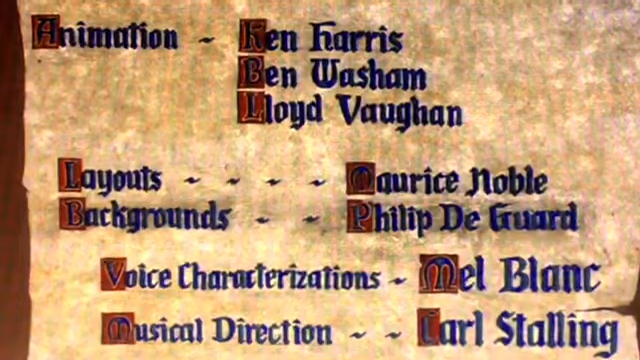 Animation ~ Ken Harris
Ben Washam
Lloyd Vaughan
Layouts ~ ~ ~ ~ Maurice Noble
Backgrounds ~ ~ Philip De Guard
Voice Characterizations ~ Mel Blanc
Musical Direction ~ ~ Carl Stalling